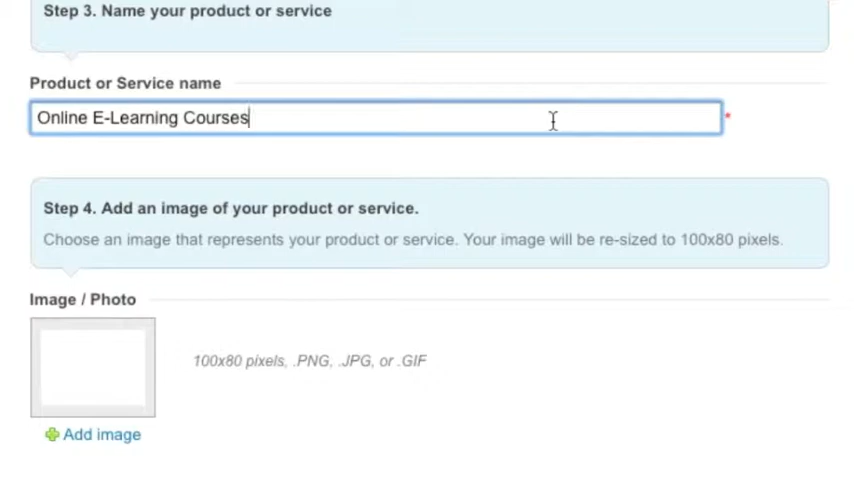 Step 3. Name your product or service
Product or Service name
Online E-Learning Courses
*
Step 4. Add an image of your product or service.
Choose an image that represents your product or service. Your image will be re-sized to 100x80 pixels.
Image / Photo
100x80 pixels, .PNG, .JPG, or .GIF
Add image